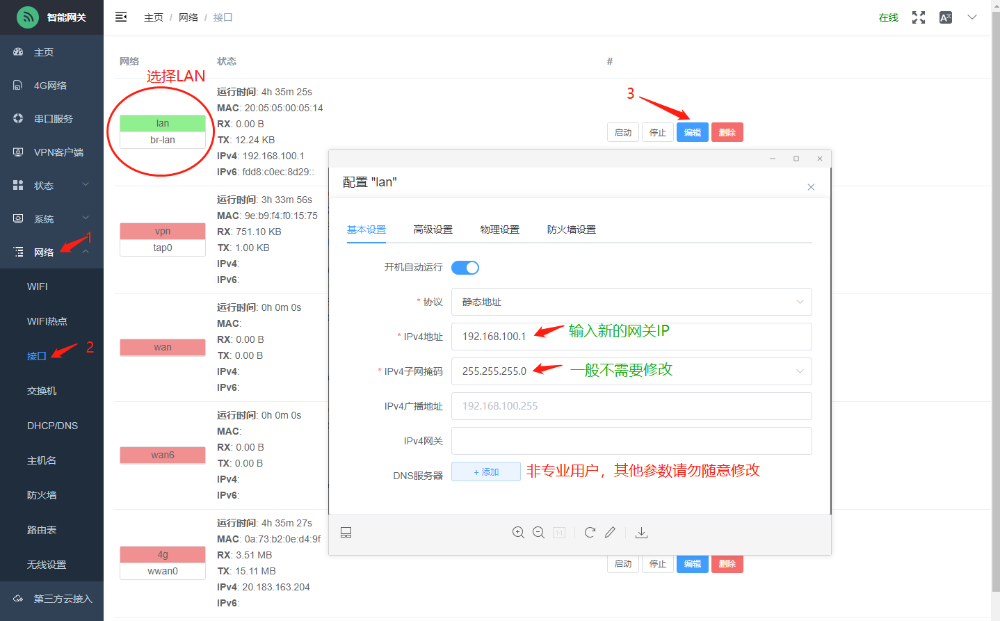 智能网关
主页 / 网络 / 接口
在线
主页
4G网络
串口服务
VPN客户端
状态
系统
网络
1
WIFI
WIFI热点
接口
2
交换机
DHCP/DNS
主机名
防火墙
路由表
无线设置
第三方云接入
网络 状态 #
选择LAN
lan
br-lan
运行时间: 4h 35m 25s
MAC: 20:05:05:00:05:14
RX: 0.00 B
TX: 12.24 KB
IPv4: 192.168.100.1
IPv6: fdd8:c0ec:8d29::
3
启动 停止 编辑 删除
vpn
tap0
运行时间: 3h 33m 56s
MAC: 9e:b9:f4:f0:15:75
RX: 751.10 KB
TX: 1.00 KB
IPv4:
IPv6:
wan
运行时间: 0h 0m 0s
MAC:
RX: 0.00 B
TX: 0.00 B
IPv4:
IPv6:
wan6
运行时间: 0h 0m 0s
MAC:
RX: 0.00 B
TX: 0.00 B
IPv4:
IPv6:
4g
wwan0
运行时间: 4h 35m 27s
MAC: 0a:73:b2:0e:d4:9f
RX: 3.51 MB
TX: 15.11 MB
IPv4: 20.183.163.204
IPv6:
启动 停止 编辑 删除
配置 "lan"
基本设置 高级设置 物理设置 防火墙设置
开机自动运行
* 协议 静态地址
* IPv4地址 192.168.100.1 输入新的网关IP
* IPv4子网掩码 255.255.255.0 一般不需要修改
IPv4广播地址 192.168.100.255
IPv4网关
DNS服务器 + 添加 非专业用户，其他参数请勿随意修改
1:1